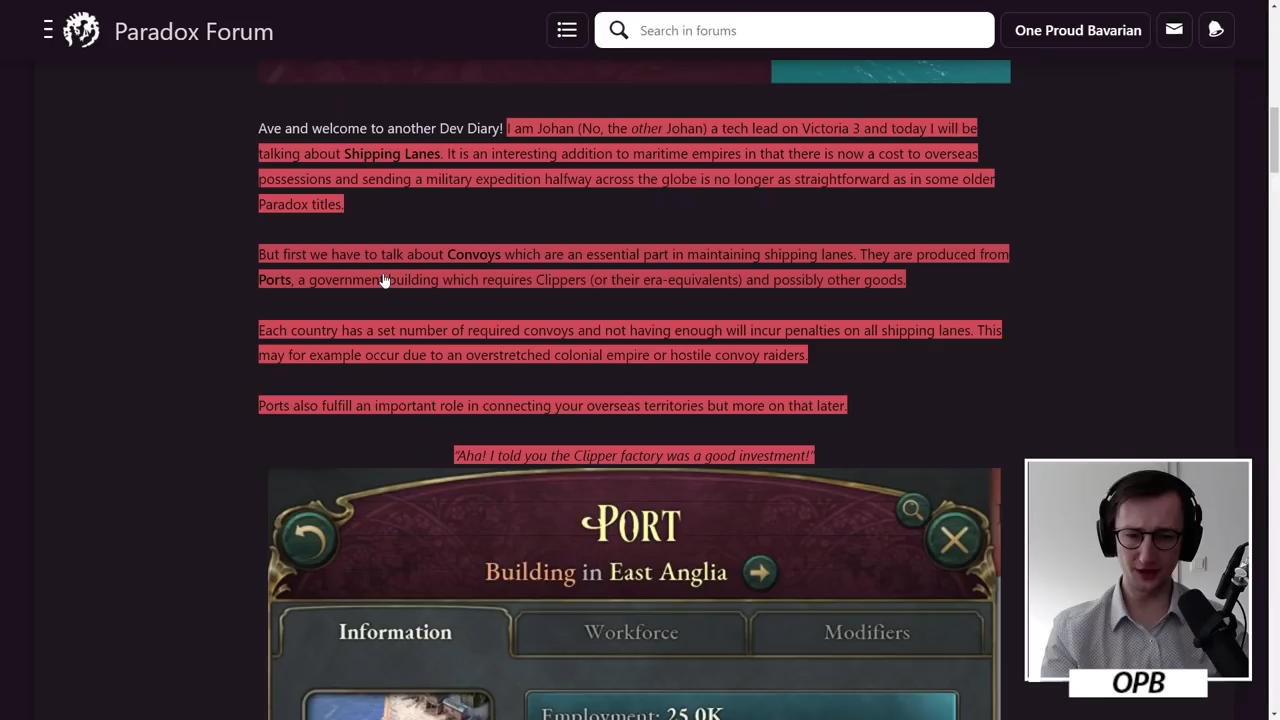 Paradox Forum
Search in forums
One Proud Bavarian
Ave and welcome to another Dev Diary! I am Johan (No, the other Johan) a tech lead on Victoria 3 and today I will be
talking about Shipping Lanes. It is an interesting addition to maritime empires in that there is now a cost to overseas
possessions and sending a military expedition halfway across the globe is no longer as straightforward as in some older
Paradox titles.
But first we have to talk about Convoys which are an essential part in maintaining shipping lanes. They are produced from
Ports, a government building which requires Clippers (or their era-equivalents) and possibly other goods.
Each country has a set number of required convoys and not having enough will incur penalties on all shipping lanes. This
may for example occur due to an overstretched colonial empire or hostile convoy raiders.
Ports also fulfill an important role in connecting your overseas territories but more on that later.
"Aha! I told you the Clipper factory was a good investment!"
PORT
Building in East Anglia
Information
Workforce
Modifiers
Employment: 25.0K
OPB